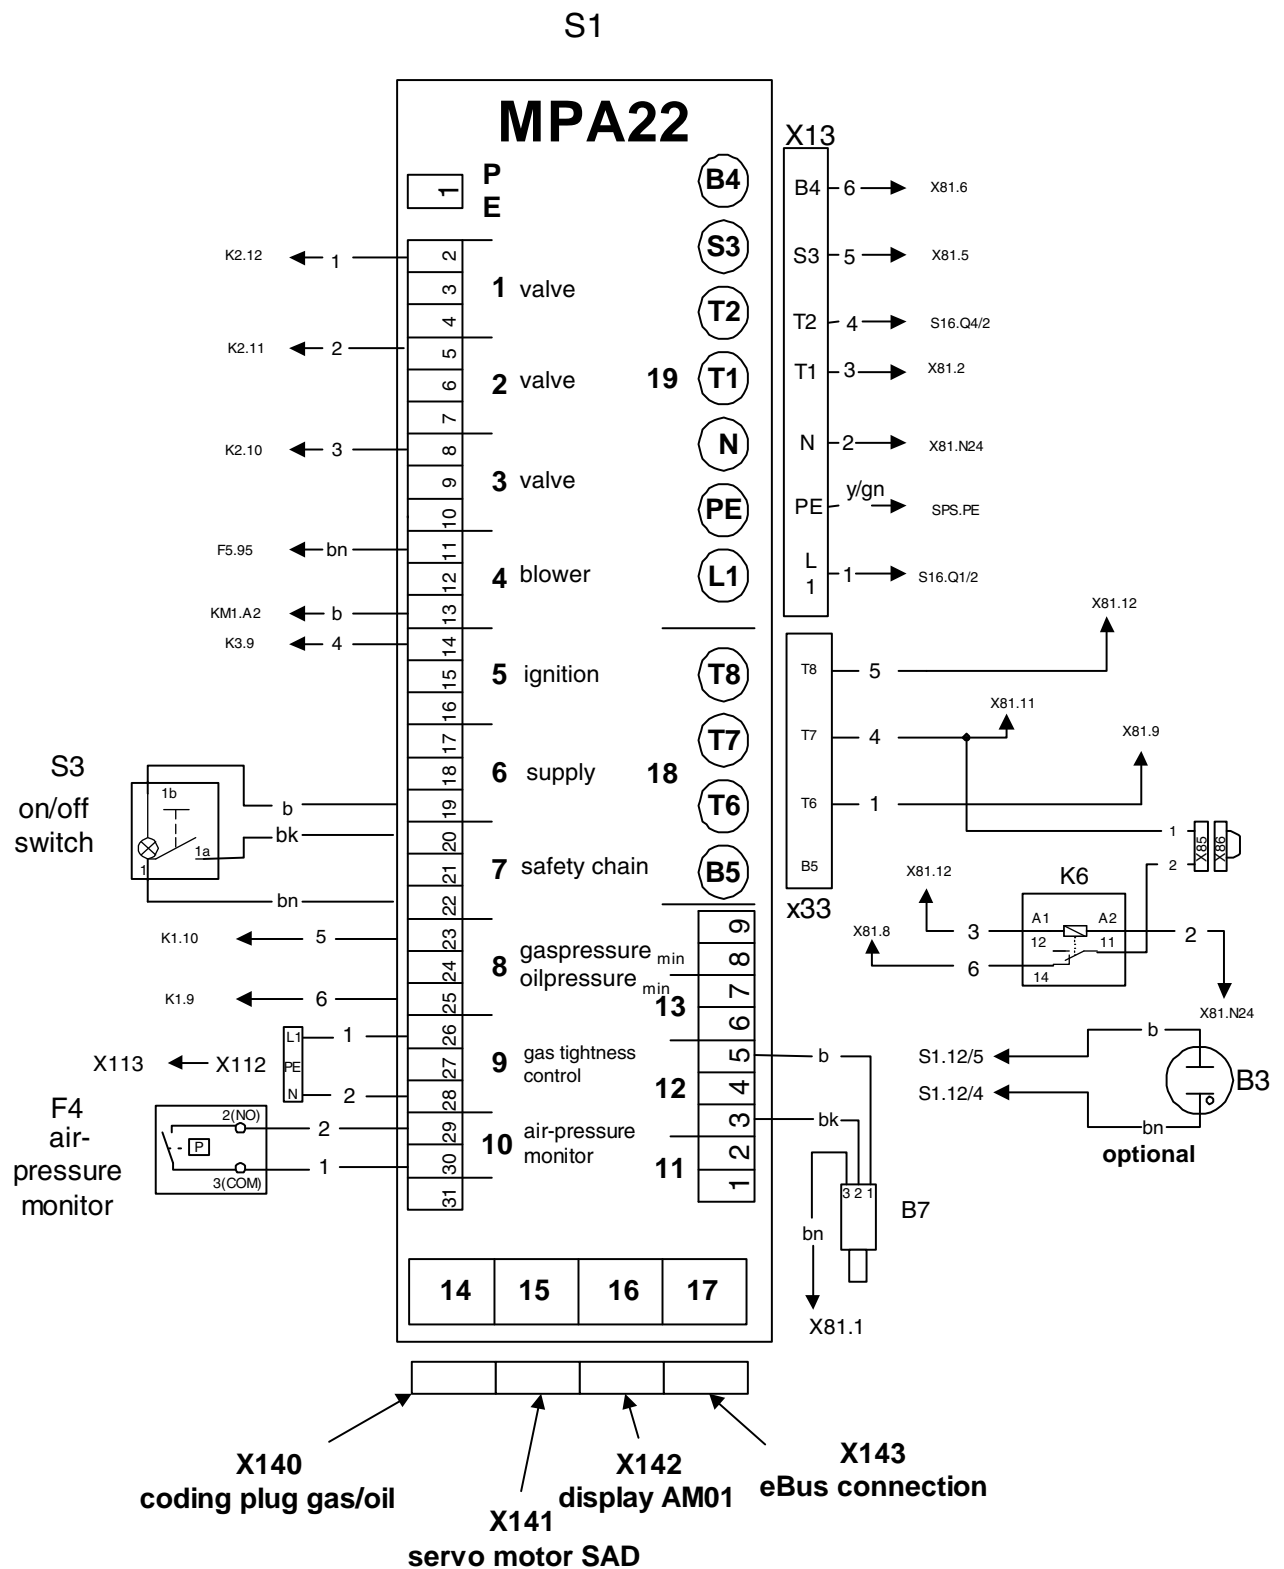 S1
MPA22
1
P
E
2
3
4
5
6
7
8
9
10
11
12
13
14
15
16
17
18
19
20
21
22
23
24
25
26
27
28
29
30
31
1 valve
2 valve
3 valve
4 blower
5 ignition
6 supply
7 safety chain
8 gaspressure min
oilpressure min
9 gas tightness
control
10 air-pressure
monitor
B4
S3
T2
19 T1
N
PE
L1
T8
T7
18
T6
B5
9
8
13 7
6
5
12 4
3
2
11 1
14 15 16 17
K2.12 1
K2.11 2
K2.10 3
F5.95 bn
KM1.A2 b
K3.9 4
S3
on/off
switch
1b
1a
1
b
bk
bn
K1.10 5
K1.9 6
X113 X112
L1 1
PE
N 2
F4
air-
pressure
monitor
2(NO) 2
P
3(COM) 1
X13
B4 6 X81.6
S3 5 X81.5
T2 4 S16.Q4/2
T1 3 X81.2
N 2 X81.N24
PE y/gn SPS.PE
L
1 1 S16.Q1/2
T8 5 X81.12
T7 4 X81.11
T6 1 X81.9
B5
x33
1
2
X85 X86
K6
X81.12
3 A1 A2 2
X81.8
12 11
6 14
X81.N24
S1.12/5 b
S1.12/4 bn
B3
optional
b
bk
3 2 1
bn
B7
X81.1
X140
coding plug gas/oil
X141
servo motor SAD
X142
display AM01
X143
eBus connection